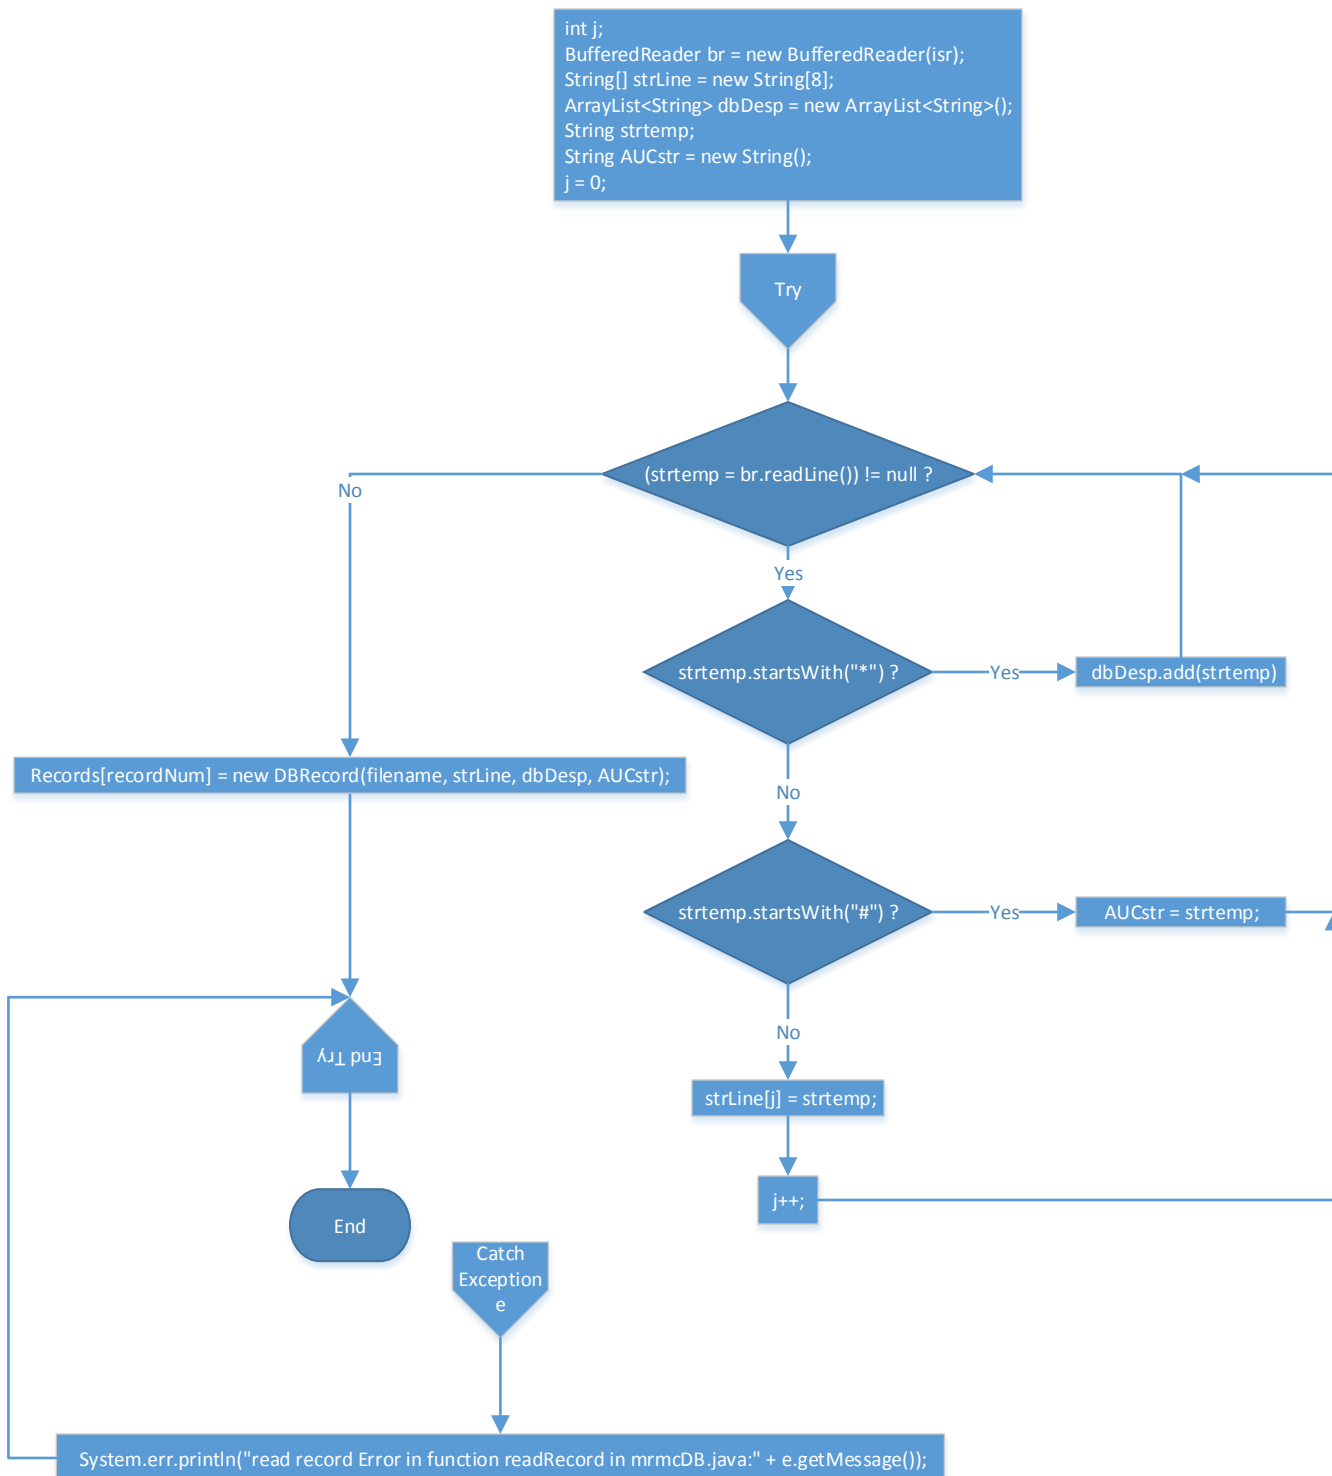 int j;
BufferedReader br = new BufferedReader(isr);
String[] strLine = new String[8];
ArrayList<String> dbDesp = new ArrayList<String>();
String strtemp;
String AUCstr = new String();
j = 0;
Try
(strtemp = br.readLine()) != null ?
No
Yes
strtemp.startsWith("*") ?
Yes
dbDesp.add(strtemp)
Records[recordNum] = new DBRecord(filename, strLine, dbDesp, AUCstr);
No
strtemp.startsWith("#") ?
Yes
AUCstr = strtemp;
No
End Try
strLine[j] = strtemp;
j++;
End
Catch
Exception
e
System.err.println("read record Error in function readRecord in mrmcDB.java:" + e.getMessage());